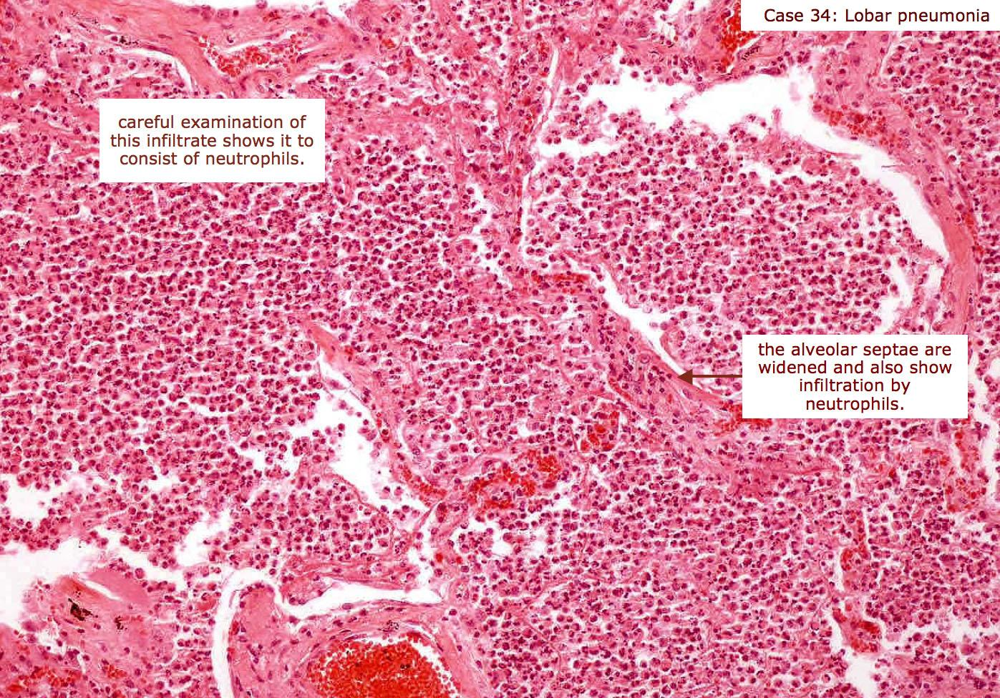 Case 34: Lobar pneumonia
careful examination of
this infiltrate shows it to
consist of neutrophils.
the alveolar septae are
widened and also show
infiltration by
neutrophils.